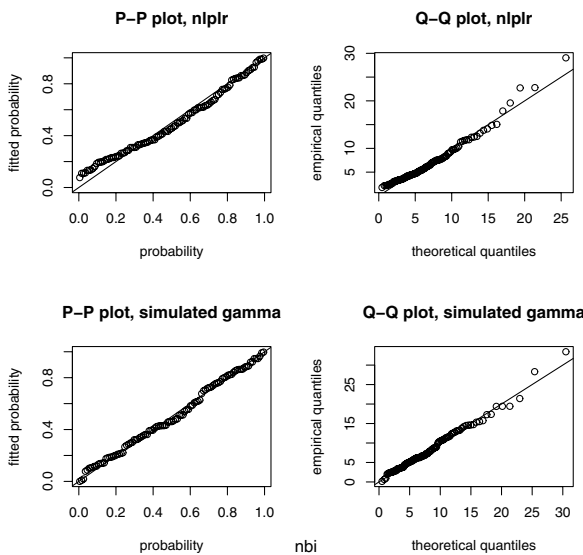 P−P plot, nlplr
fitted probability
0.0 0.4 0.8
0.0 0.2 0.4 0.6 0.8 1.0
probability
Q−Q plot, nlplr
empirical quantiles
5 10 20 30
0 5 10 15 20 25
theoretical quantiles
P−P plot, simulated gamma
fitted probability
0.0 0.4 0.8
0.0 0.2 0.4 0.6 0.8 1.0
probability
Q−Q plot, simulated gamma
empirical quantiles
0 5 15 25
0 5 10 15 20 25 30
theoretical quantiles
nbi